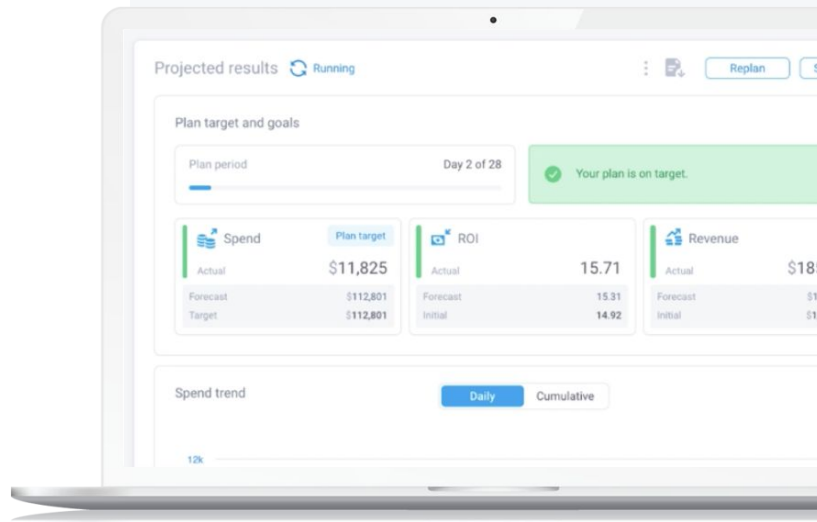 Projected results Running Replan
Plan target and goals
Plan period Day 2 of 28
Your plan is on target.
Spend Plan target
Actual $11,825
Forecast $112,801
Target $112,801
ROI
Actual 15.71
Forecast 15.31
Initial 14.92
Revenue
Actual
Forecast
Initial
Spend trend Daily Cumulative
12k